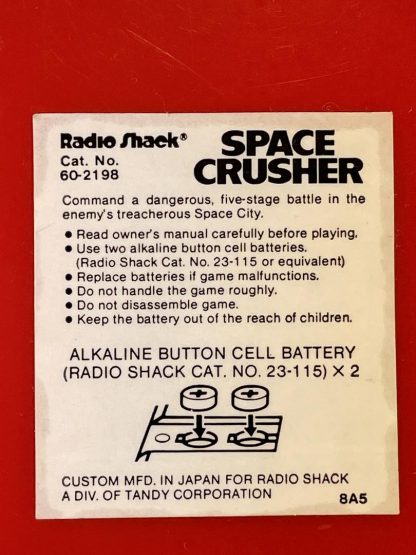 Radio Shack®
SPACE
CRUSHER
Cat. No.
60-2198
Command a dangerous, five-stage battle in the
enemy's treacherous Space City.
● Read owner's manual carefully before playing.
● Use two alkaline button cell batteries.
(Radio Shack Cat. No. 23-115 or equivalent)
● Replace batteries if game malfunctions.
● Do not handle the game roughly.
● Do not disassemble game.
● Keep the battery out of the reach of children.
ALKALINE BUTTON CELL BATTERY
(RADIO SHACK CAT. NO. 23-115) × 2
CUSTOM MFD. IN JAPAN FOR RADIO SHACK
A DIV. OF TANDY CORPORATION 8A5